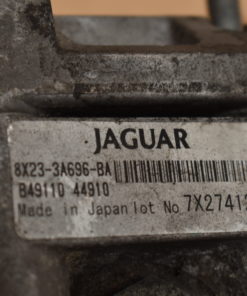 JAGUAR
8X23-3A696-BA
B49110 44910
Made in Japan lot No 7X2741